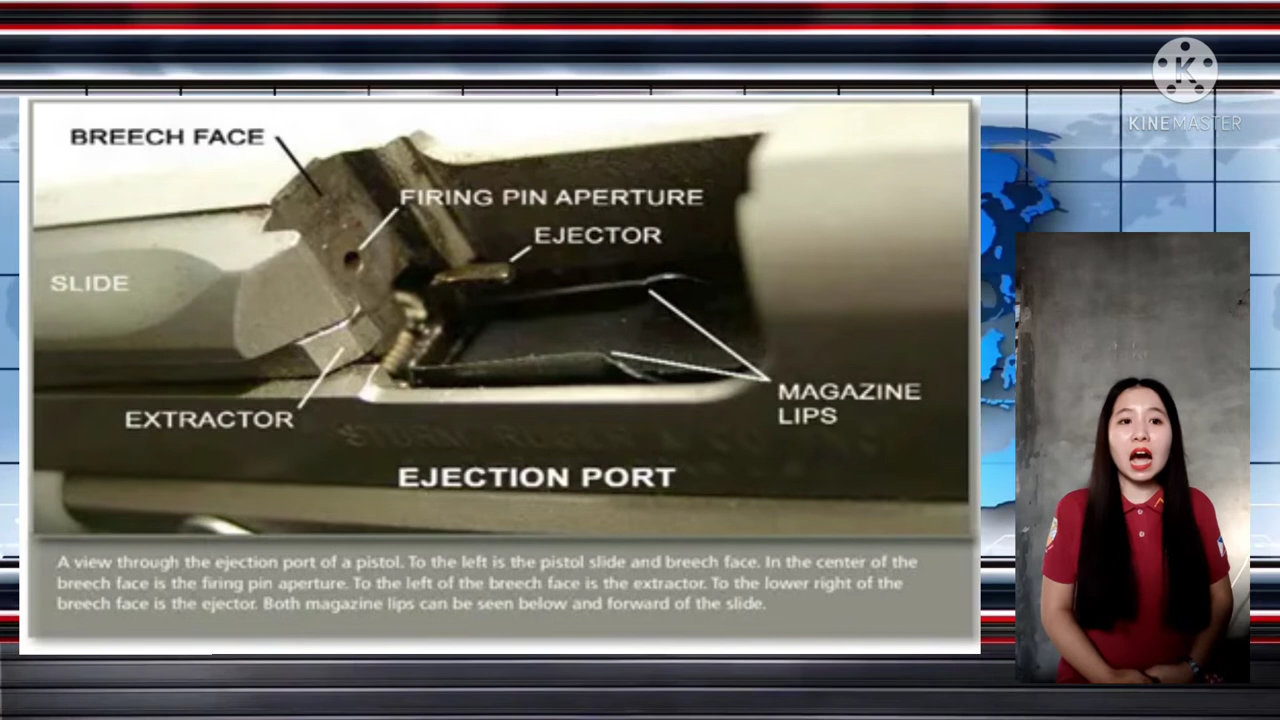 KINEMASTER
BREECH FACE
FIRING PIN APERTURE
EJECTOR
SLIDE
EXTRACTOR
MAGAZINE
LIPS
EJECTION PORT
A view through the ejection port of a pistol. To the left is the pistol slide and breech face. In the center of the
breech face is the firing pin aperture. To the left of the breech face is the extractor. To the lower right of the
breech face is the ejector. Both magazine lips can be seen below and forward of the slide.